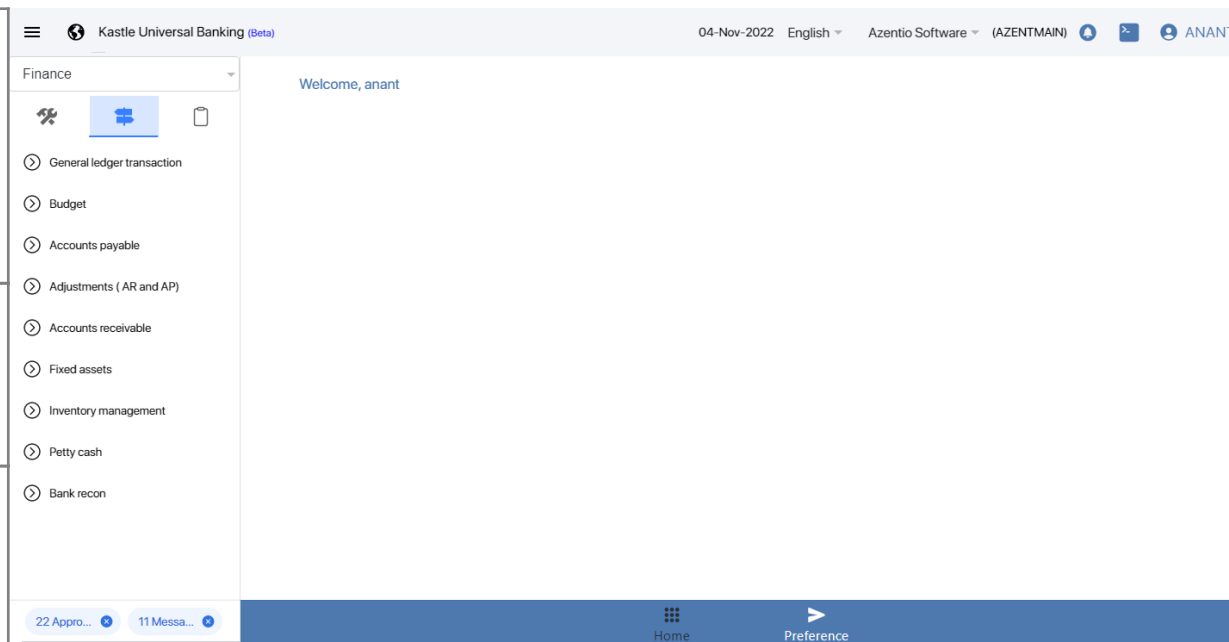 Kastle Universal Banking (Beta)
04-Nov-2022 English Azentio Software (AZENTMAIN) ANANT
Finance
Welcome, anant
General ledger transaction
Budget
Accounts payable
Adjustments ( AR and AP)
Accounts receivable
Fixed assets
Inventory management
Petty cash
Bank recon
22 Appro... 11 Messa...
Home Preference